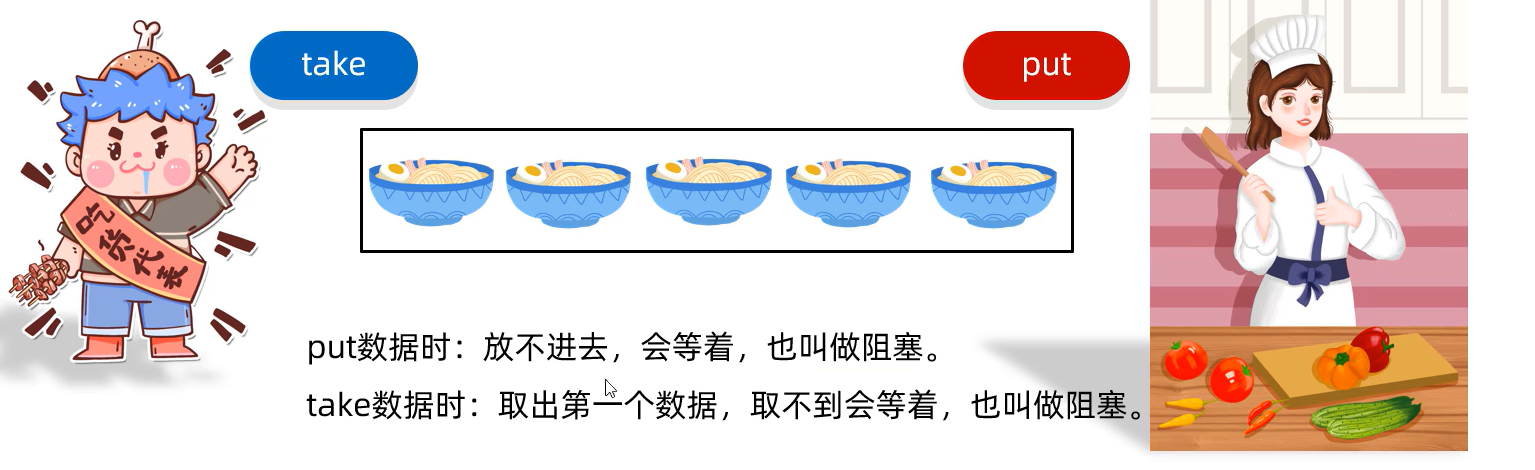 take
put
吃货代表
put数据时：放不进去，会等着，也叫做阻塞。
take数据时：取出第一个数据，取不到会等着，也叫做阻塞。